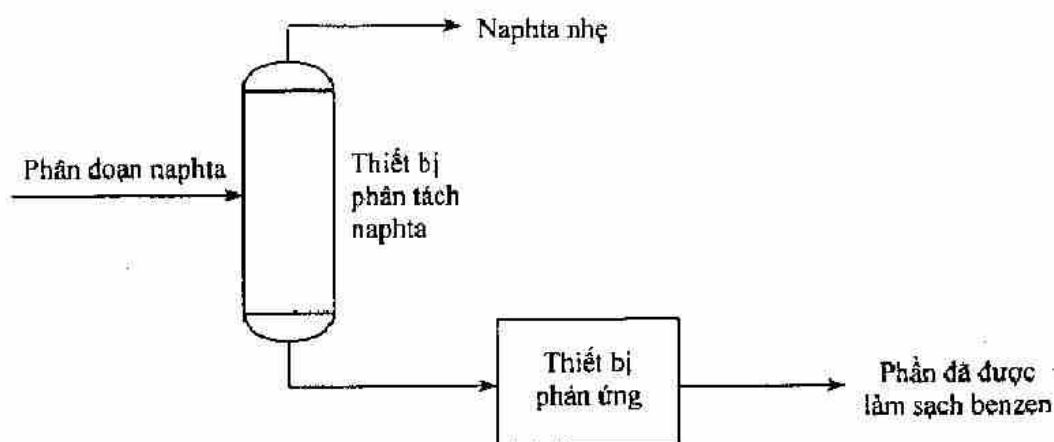 Naphta nhẹ
Phân đoạn naphta
Thiết bị
phân tách
naphta
Thiết bị
phản ứng
Phần đã được
làm sạch benzen